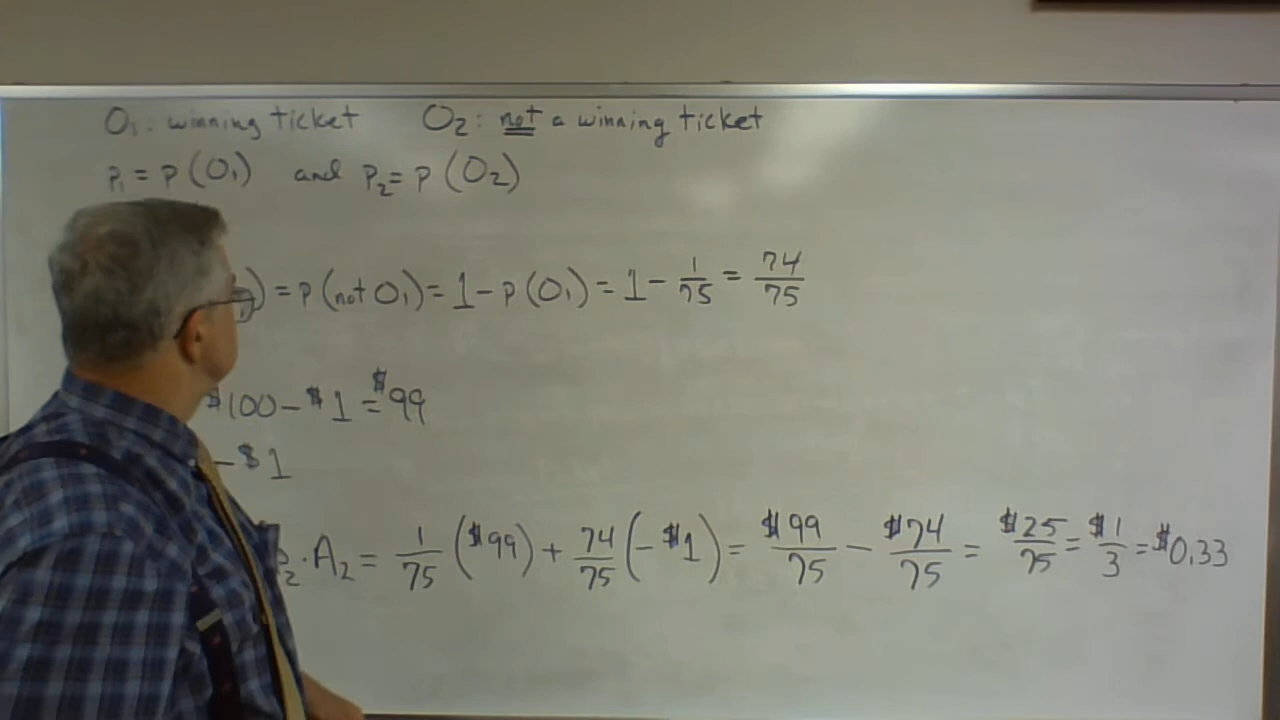 O₁: winning ticket O₂: not a winning ticket
p₁ = p(O₁) and p₂ = p(O₂)
) = p(not O₁) = 1 - p(O₁) = 1 - 1/75 = 74/75
$100 - $1 = $99
- $1
p₂ · A₂ = 1/75 ($99) + 74/75 (-$1) = $99/75 - $74/75 = $25/75 = $1/3 = $0.33